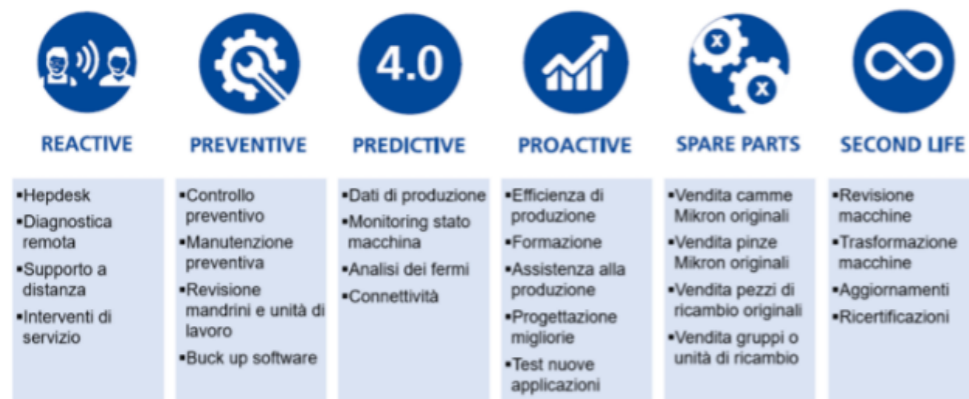 4.0
X
X
REACTIVE
PREVENTIVE
PREDICTIVE
PROACTIVE
SPARE PARTS
SECOND LIFE
▪Hepdesk
▪Diagnostica
remota
▪Supporto a
distanza
▪Interventi di
servizio
▪Controllo
preventivo
▪Manutenzione
preventiva
▪Revisione
mandrini e unità di
lavoro
▪Buck up software
▪Dati di produzione
▪Monitoring stato
macchina
▪Analisi dei fermi
▪Connettività
▪Efficienza di
produzione
▪Formazione
▪Assistenza alla
produzione
▪Progettazione
migliorie
▪Test nuove
applicazioni
▪Vendita camme
Mikron originali
▪Vendita pinze
Mikron originali
▪Vendita pezzi di
ricambio originali
▪Vendita gruppi o
unità di ricambio
▪Revisione
macchine
▪Trasformazione
macchine
▪Aggiornamenti
▪Ricertificazioni